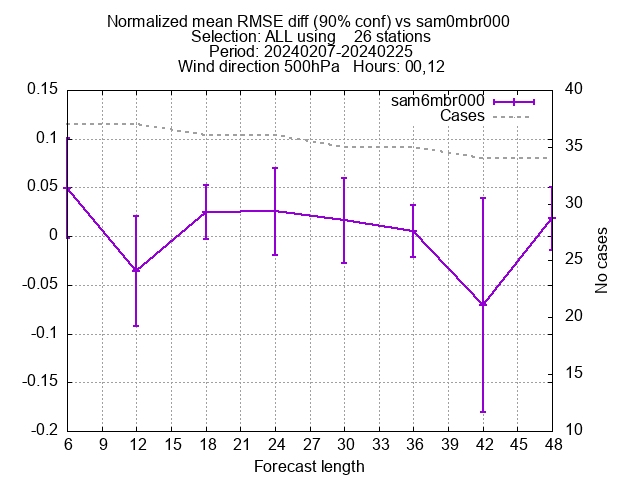 Normalized mean RMSE diff (90% conf) vs sam0mbr000
Selection: ALL using    26 stations
Period: 20240207-20240225
Wind direction 500hPa   Hours: 00,12
sam6mbr000
Cases
0.15
0.1
0.05
0
-0.05
-0.1
-0.15
-0.2
40
35
30
25
20
15
10
No cases
6 9 12 15 18 21 24 27 30 33 36 39 42 45 48
Forecast length